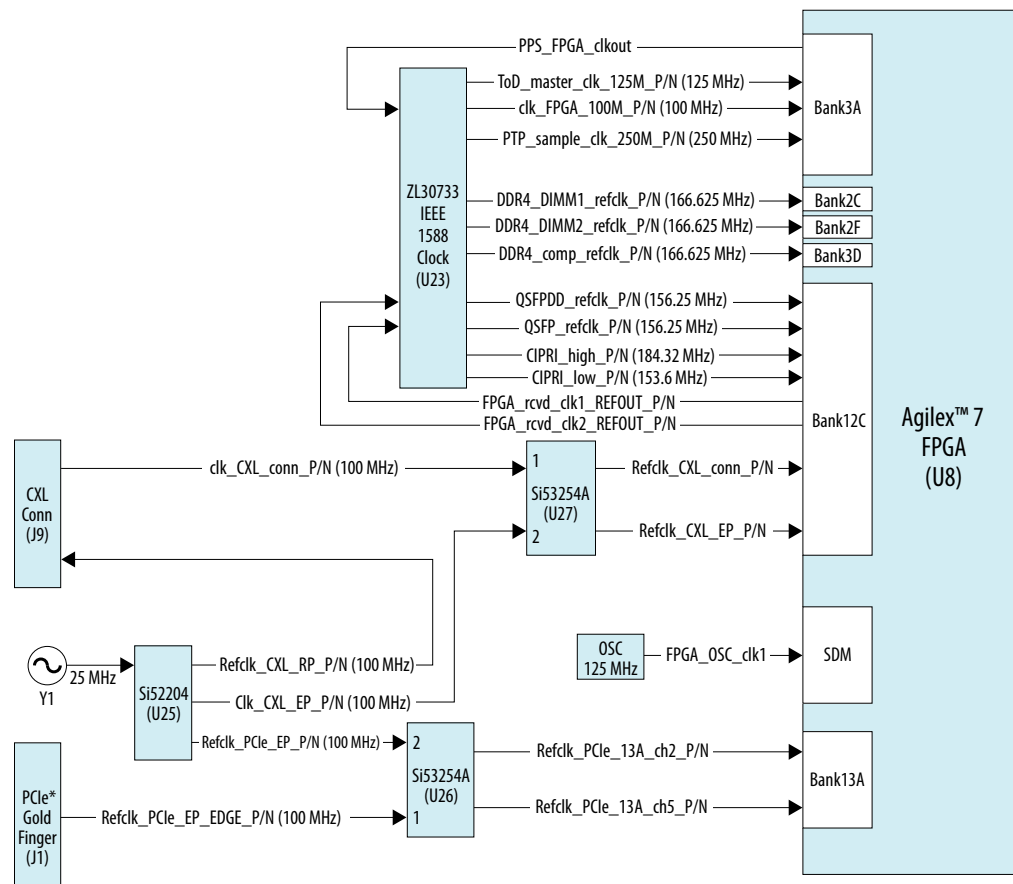 PPS_FPGA_clkout
ToD_master_clk_125M_P/N (125 MHz)
clk_FPGA_100M_P/N (100 MHz)
PTP_sample_clk_250M_P/N (250 MHz)
Bank3A
ZL30733
IEEE
1588
Clock
(U23)
DDR4_DIMM1_refclk_P/N (166.625 MHz)
Bank2C
DDR4_DIMM2_refclk_P/N (166.625 MHz)
Bank2F
DDR4_comp_refclk_P/N (166.625 MHz)
Bank3D
QSFPDD_refclk_P/N (156.25 MHz)
QSFP_refclk_P/N (156.25 MHz)
CIPRI_high_P/N (184.32 MHz)
CIPRI_low_P/N (153.6 MHz)
FPGA_rcvd_clk1_REFOUT_P/N
FPGA_rcvd_clk2_REFOUT_P/N
Bank12C
Agilex™ 7
FPGA
(U8)
CXL
Conn
(J9)
clk_CXL_conn_P/N (100 MHz)
1
Si53254A
(U27)
2
Refclk_CXL_conn_P/N
Refclk_CXL_EP_P/N
Y1
25 MHz
Si52204
(U25)
Refclk_CXL_RP_P/N (100 MHz)
Clk_CXL_EP_P/N (100 MHz)
Refclk_PCIe_EP_P/N (100 MHz)
OSC
125 MHz
FPGA_OSC_clk1
SDM
PCIe*
Gold
Finger
(J1)
Refclk_PCIe_EP_EDGE_P/N (100 MHz)
2
Si53254A
(U26)
1
Refclk_PCIe_13A_ch2_P/N
Refclk_PCIe_13A_ch5_P/N
Bank13A